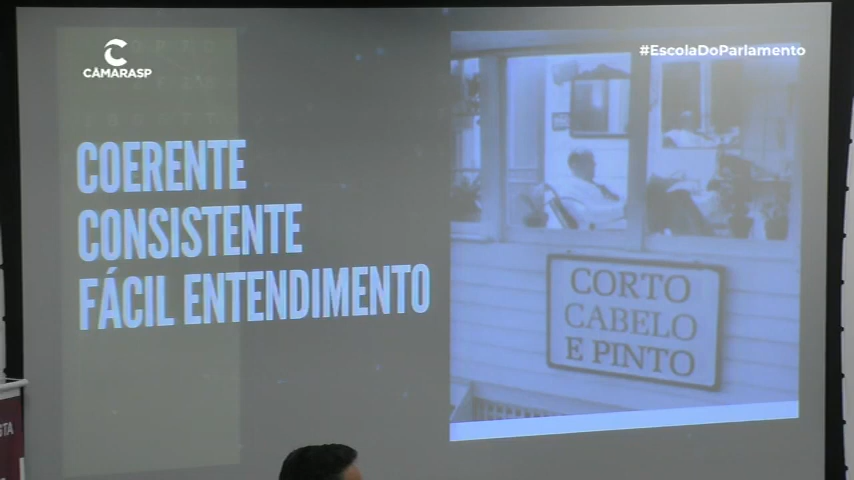 CÂMARASP
#EscolaDoParlamento
COERENTE
CONSISTENTE
FÁCIL ENTENDIMENTO
CORTO
CABELO
E PINTO